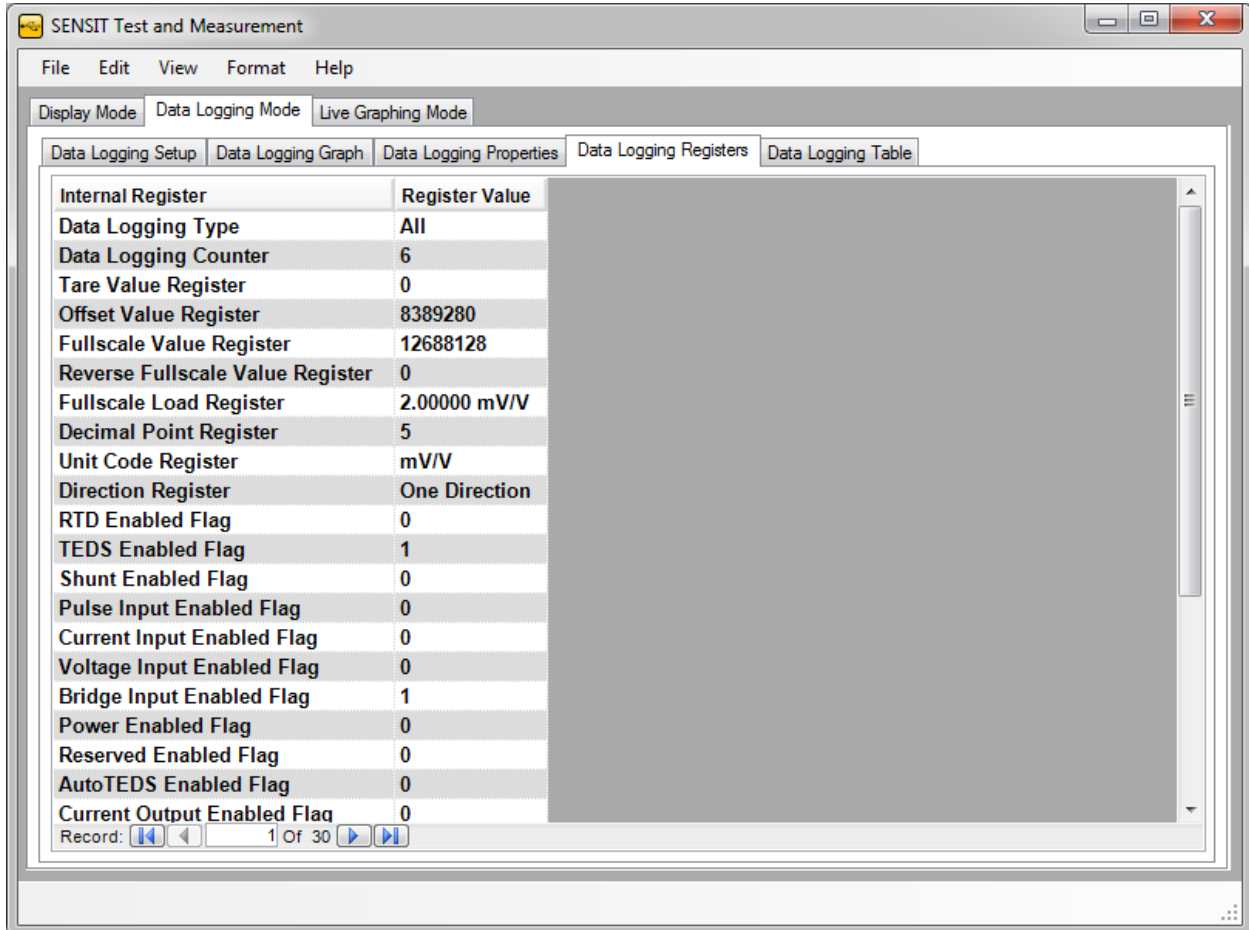 SENSIT Test and Measurement
File Edit View Format Help
Display Mode Data Logging Mode Live Graphing Mode
Data Logging Setup Data Logging Graph Data Logging Properties Data Logging Registers Data Logging Table
Internal Register Register Value
Data Logging Type All
Data Logging Counter 6
Tare Value Register 0
Offset Value Register 8389280
Fullscale Value Register 12688128
Reverse Fullscale Value Register 0
Fullscale Load Register 2.00000 mV/V
Decimal Point Register 5
Unit Code Register mV/V
Direction Register One Direction
RTD Enabled Flag 0
TEDS Enabled Flag 1
Shunt Enabled Flag 0
Pulse Input Enabled Flag 0
Current Input Enabled Flag 0
Voltage Input Enabled Flag 0
Bridge Input Enabled Flag 1
Power Enabled Flag 0
Reserved Enabled Flag 0
AutoTEDS Enabled Flag 0
Current Output Enabled Flag 0
Record: 1 Of 30